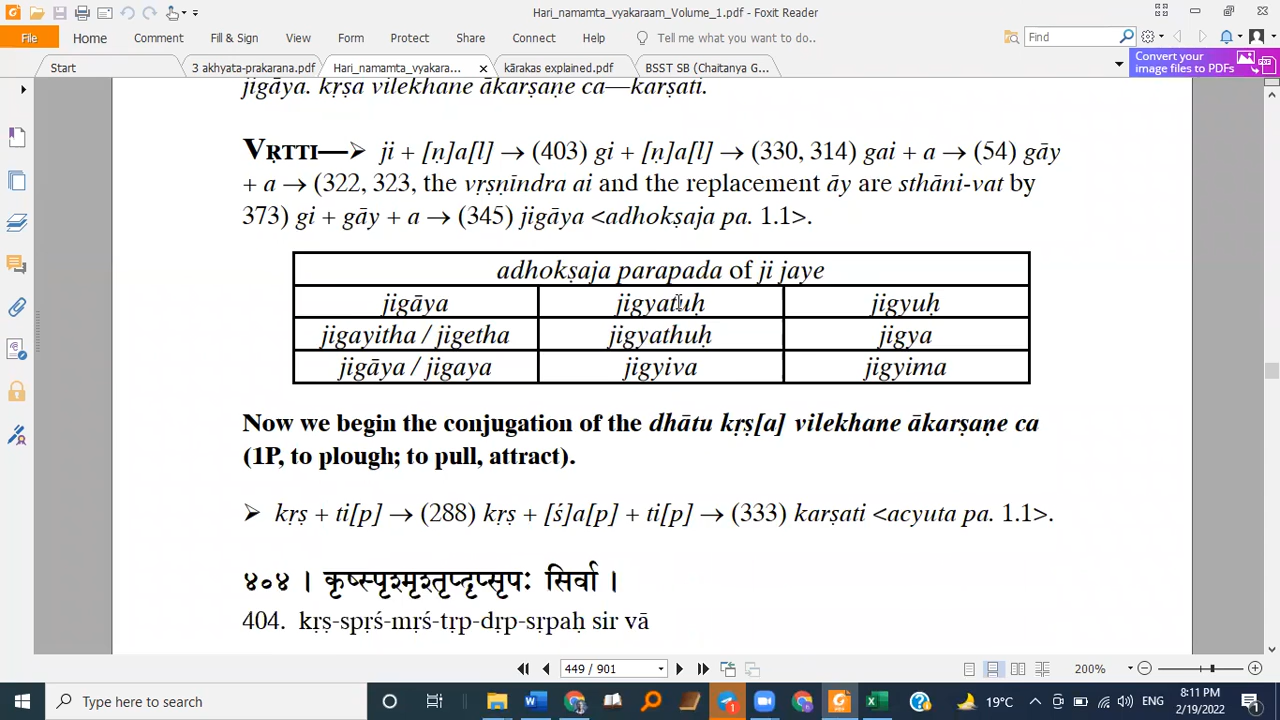 Hari_namamta_vyakaraam_Volume_1.pdf - Foxit Reader
File Home Comment Fill & Sign View Form Protect Share Connect Help Tell me what you want to do... Find
Start 3 akhyata-prakarana.pdf Hari_namamta_vyakara... kārakas explained.pdf BSST SB (Chaitanya G... Convert your
image files to PDFs
jigāya. kṛṣa vilekhane ākarṣaṇe ca—karṣati.
VṚTTI—➢ ji + [ṇ]a[l] → (403) gi + [ṇ]a[l] → (330, 314) gai + a → (54) gāy
+ a → (322, 323, the vṛṣṇīndra ai and the replacement āy are sthāni-vat by
373) gi + gāy + a → (345) jigāya <adhokṣaja pa. 1.1>.
adhokṣaja parapada of ji jaye
jigāya jigyatuḥ jigyuḥ
jigayitha / jigetha jigyathuḥ jigya
jigāya / jigaya jigyiva jigyima
Now we begin the conjugation of the dhātu kṛṣ[a] vilekhane ākarṣaṇe ca
(1P, to plough; to pull, attract).
➢ kṛṣ + ti[p] → (288) kṛṣ + [ś]a[p] + ti[p] → (333) karṣati <acyuta pa. 1.1>.
४०४ । कृष्स्पृश्मृश्तृप्दृप्सृपः सिर्वा ।
404. kṛṣ-spṛś-mṛś-tṛp-dṛp-sṛpaḥ sir vā
449 / 901 200%
Type here to search 19°C ENG 8:11 PM
2/19/2022